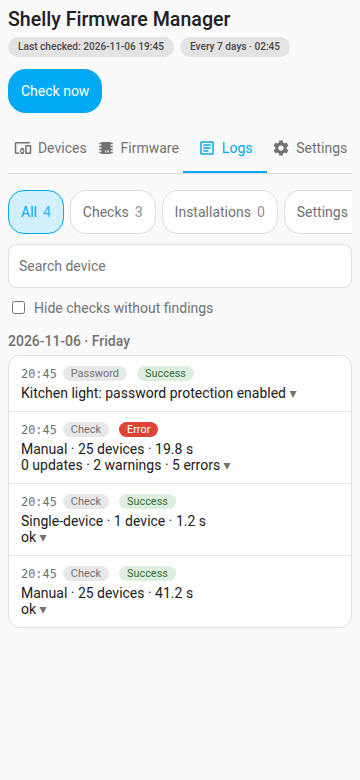 Shelly Firmware Manager
Last checked: 2026-11-06 19:45 Every 7 days · 02:45
Check now
Devices Firmware Logs Settings
All 4 Checks 3 Installations 0 Settings
Search device
Hide checks without findings
2026-11-06 · Friday
20:45 Password Success
Kitchen light: password protection enabled ▾
20:45 Check Error
Manual · 25 devices · 19.8 s
0 updates · 2 warnings · 5 errors ▾
20:45 Check Success
Single-device · 1 device · 1.2 s
ok ▾
20:45 Check Success
Manual · 25 devices · 41.2 s
ok ▾